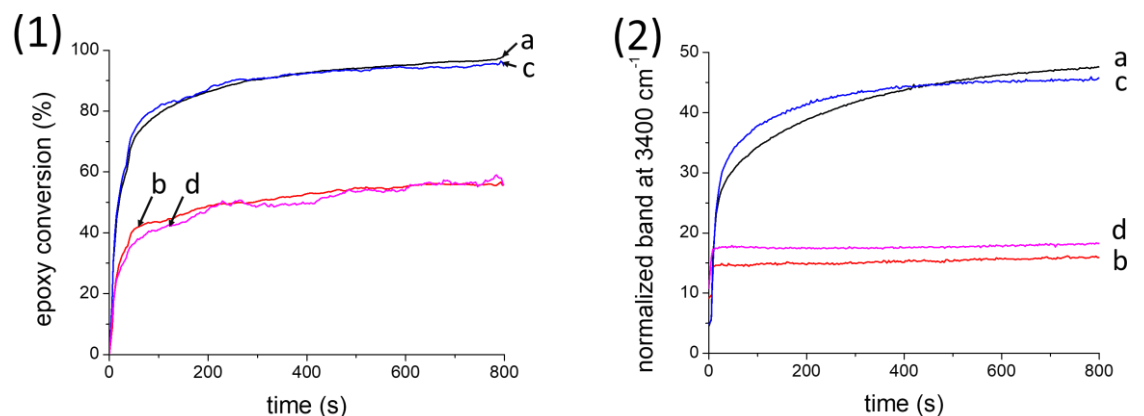 (1)
epoxy conversion (%)
100
80
60
40
20
0
0 200 400 600 800
time (s)
a
c
b d
(2)
normalized band at 3400 cm⁻¹
50
40
30
20
10
0
0 200 400 600 800
time (s)
a
c
d
b